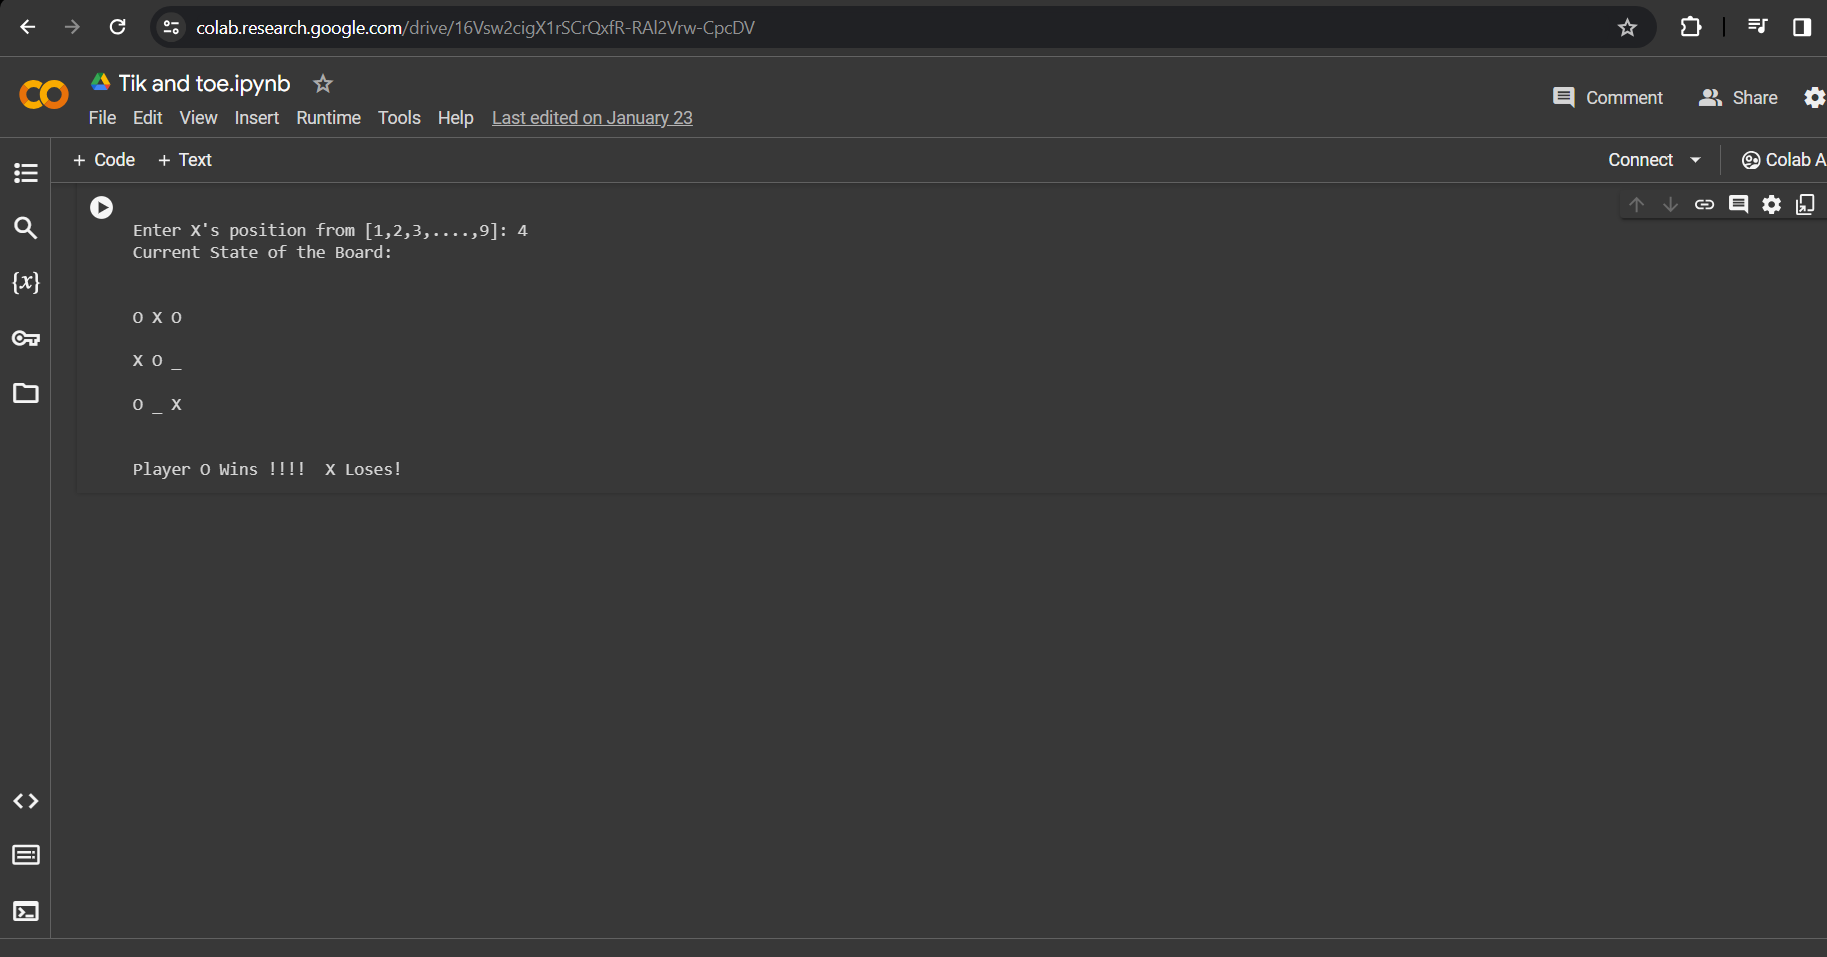 colab.research.google.com/drive/16Vsw2cigX1rSCrQxfR-RAl2Vrw-CpcDV
Tik and toe.ipynb
File Edit View Insert Runtime Tools Help Last edited on January 23
Comment Share
+ Code + Text
Connect
Colab A
{x}
Enter X's position from [1,2,3,....,9]: 4
Current State of the Board:
O X O
X O _
O _ X
Player O Wins !!!!  X Loses!